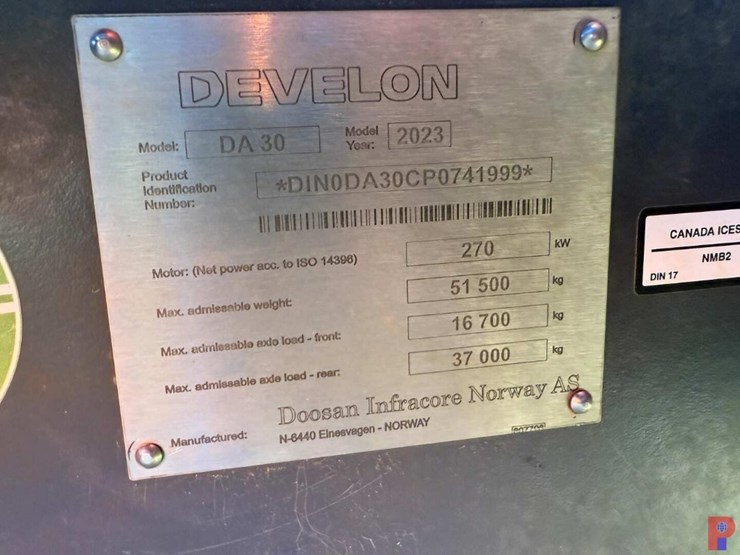 DEVELON
Model: DA 30 Model Year: 2023
Product Identification Number: *DIN0DA30CP0741999*
Motor: (Net power acc. to ISO 14396) 270 kW
Max. admissable weight: 51 500 kg
Max. admissable axle load - front: 16 700 kg
Max. admissable axle load - rear: 37 000 kg
Doosan Infracore Norway AS
Manufactured: N-6440 Elnesvagen - NORWAY
CANADA ICES
NMB2
DIN 17